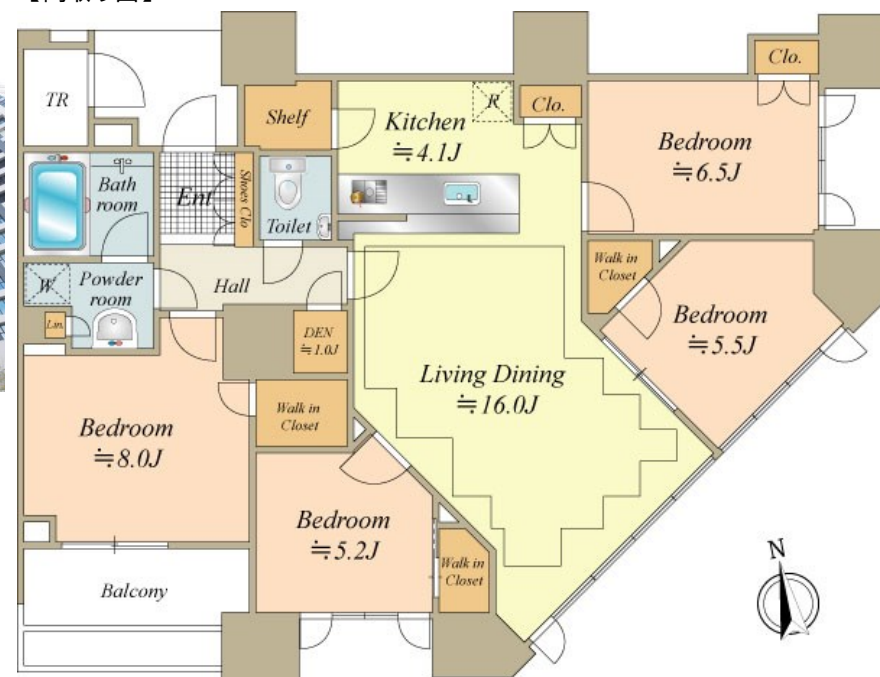 TR
Shelf
Kitchen
≒4.1J
R
Clo.
Clo.
Bedroom
≒6.5J
Bath
room
Ent
Shoes Clo
Toilet
W
Powder
room
Hall
Lin.
DEN
≒1.0J
Walk in
Closet
Bedroom
≒5.5J
Living Dining
≒16.0J
Bedroom
≒8.0J
Walk in
Closet
Bedroom
≒5.2J
Walk in
Closet
Balcony
N